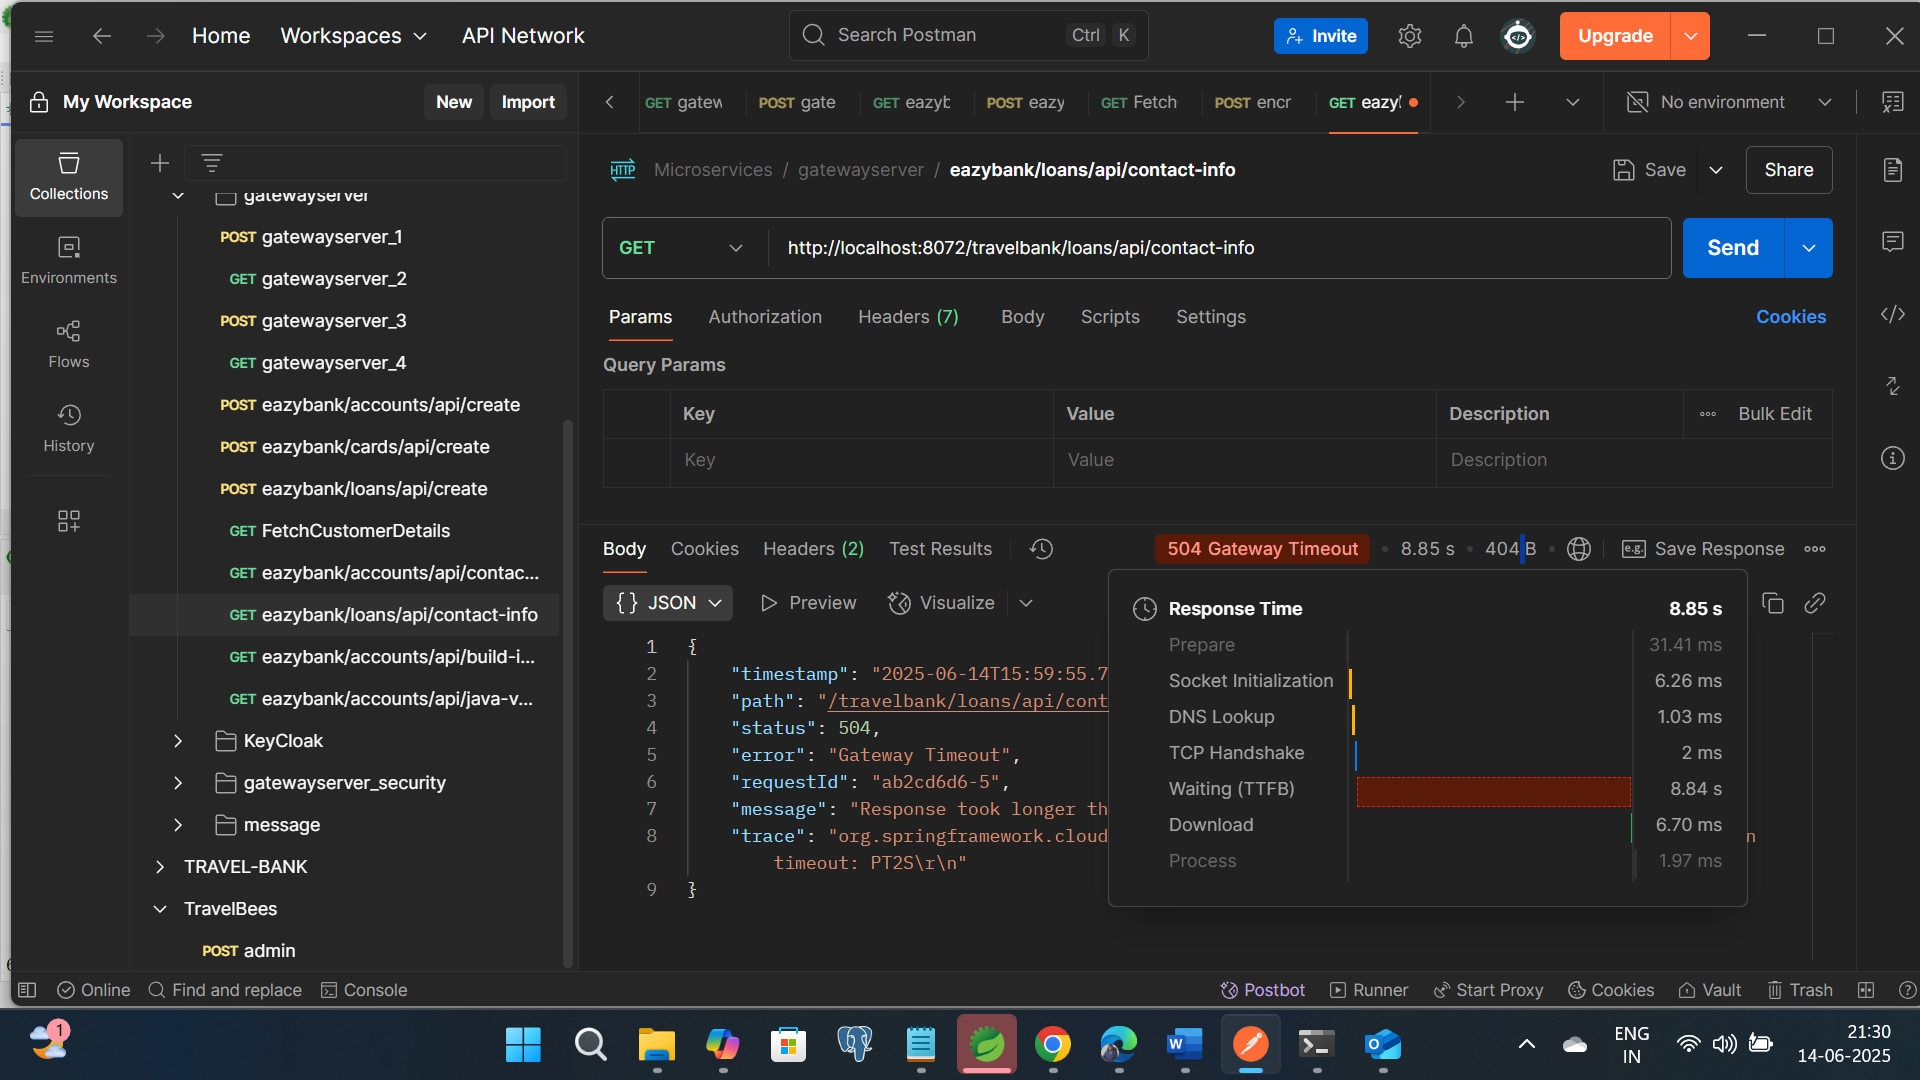 Home
Workspaces
API Network
Search Postman
Ctrl
K
Invite
Upgrade
My Workspace
New
Import
GET gatew
POST gate
GET eazyb
POST eazy
GET Fetch
POST encr
GET eazyl
No environment
Collections
Environments
Flows
History
gatewayserver
POST gatewayserver_1
GET gatewayserver_2
POST gatewayserver_3
GET gatewayserver_4
POST eazybank/accounts/api/create
POST eazybank/cards/api/create
POST eazybank/loans/api/create
GET FetchCustomerDetails
GET eazybank/accounts/api/contac...
GET eazybank/loans/api/contact-info
GET eazybank/accounts/api/build-i...
GET eazybank/accounts/api/java-v...
KeyCloak
gatewayserver_security
message
TRAVEL-BANK
TravelBees
POST admin
HTTP
Microservices / gatewayserver / eazybank/loans/api/contact-info
Save
Share
GET
http://localhost:8072/travelbank/loans/api/contact-info
Send
Params
Authorization
Headers (7)
Body
Scripts
Settings
Cookies
Query Params
Key
Value
Description
Bulk Edit
Key
Value
Description
Body
Cookies
Headers (2)
Test Results
504 Gateway Timeout
8.85 s
404 B
e.g.
Save Response
{} JSON
Preview
Visualize
1 {
2 "timestamp": "2025-06-14T15:59:55.7
3 "path": "/travelbank/loans/api/cont
4 "status": 504,
5 "error": "Gateway Timeout",
6 "requestId": "ab2cd6d6-5",
7 "message": "Response took longer th
8 "trace": "org.springframework.cloud
n
timeout: PT2S\r\n"
9 }
Response Time 8.85 s
Prepare 31.41 ms
Socket Initialization 6.26 ms
DNS Lookup 1.03 ms
TCP Handshake 2 ms
Waiting (TTFB) 8.84 s
Download 6.70 ms
Process 1.97 ms
Online
Find and replace
Console
Postbot
Runner
Start Proxy
Cookies
Vault
Trash
1
ENG
IN
21:30
14-06-2025